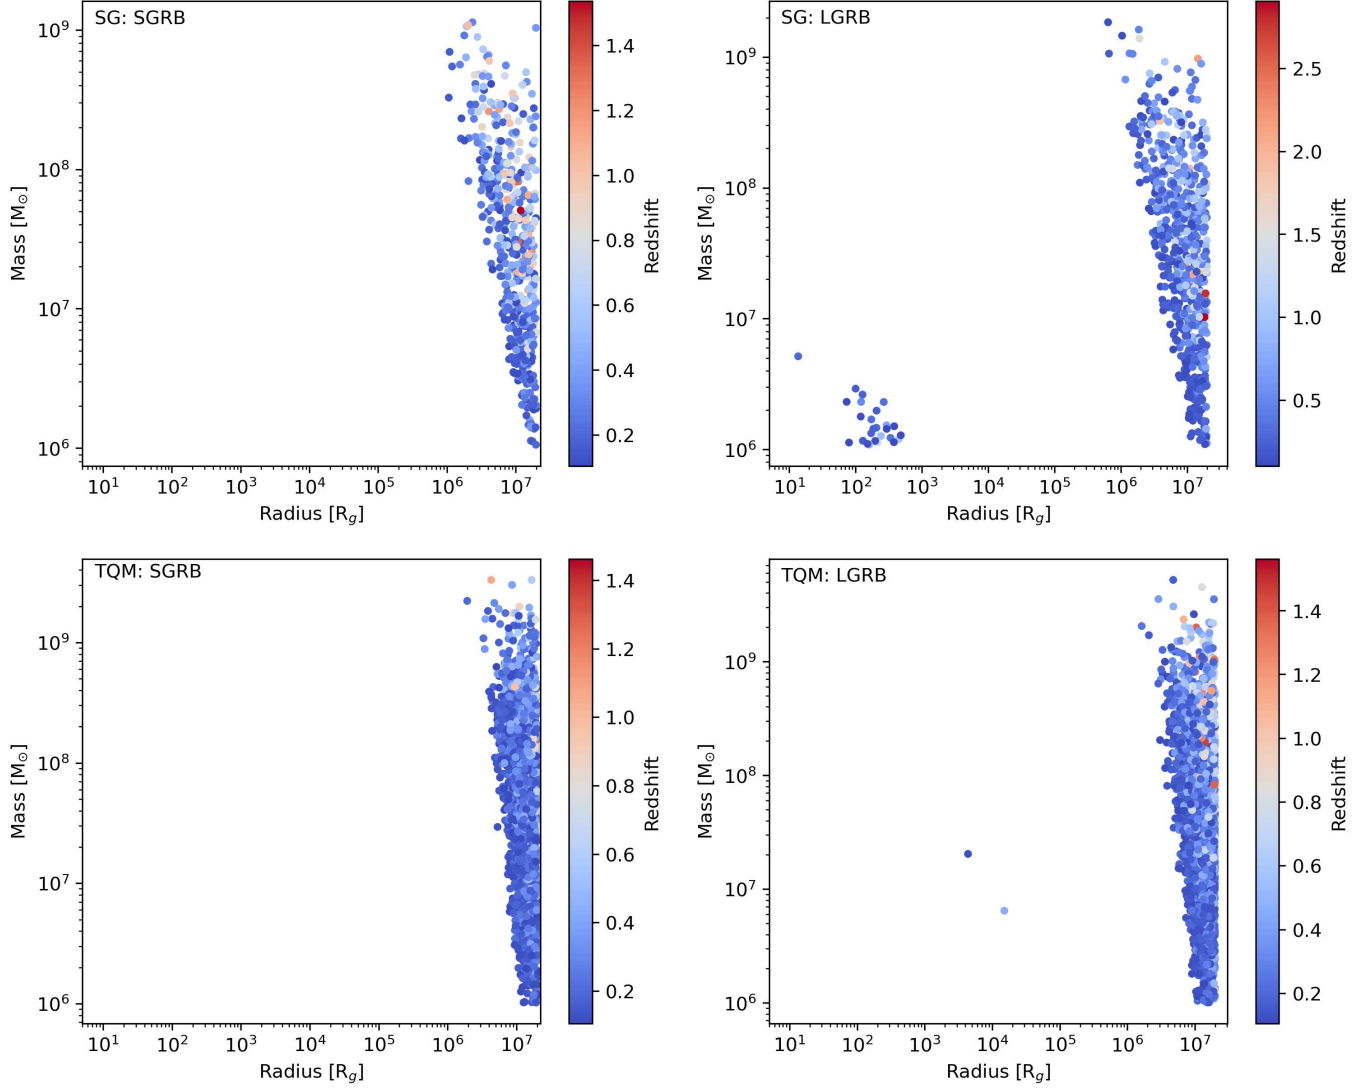 SG: SGRB
10⁹
10⁸
10⁷
10⁶
Mass [M☉]
10¹ 10² 10³ 10⁴ 10⁵ 10⁶ 10⁷
Radius [R_g]
1.4
1.2
1.0
0.8
0.6
0.4
0.2
Redshift
SG: LGRB
10⁹
10⁸
10⁷
10⁶
Mass [M☉]
10¹ 10² 10³ 10⁴ 10⁵ 10⁶ 10⁷
Radius [R_g]
2.5
2.0
1.5
1.0
0.5
Redshift
TQM: SGRB
10⁹
10⁸
10⁷
10⁶
Mass [M☉]
10¹ 10² 10³ 10⁴ 10⁵ 10⁶ 10⁷
Radius [R_g]
1.4
1.2
1.0
0.8
0.6
0.4
0.2
Redshift
TQM: LGRB
10⁹
10⁸
10⁷
10⁶
Mass [M☉]
10¹ 10² 10³ 10⁴ 10⁵ 10⁶ 10⁷
Radius [R_g]
1.4
1.2
1.0
0.8
0.6
0.4
0.2
Redshift